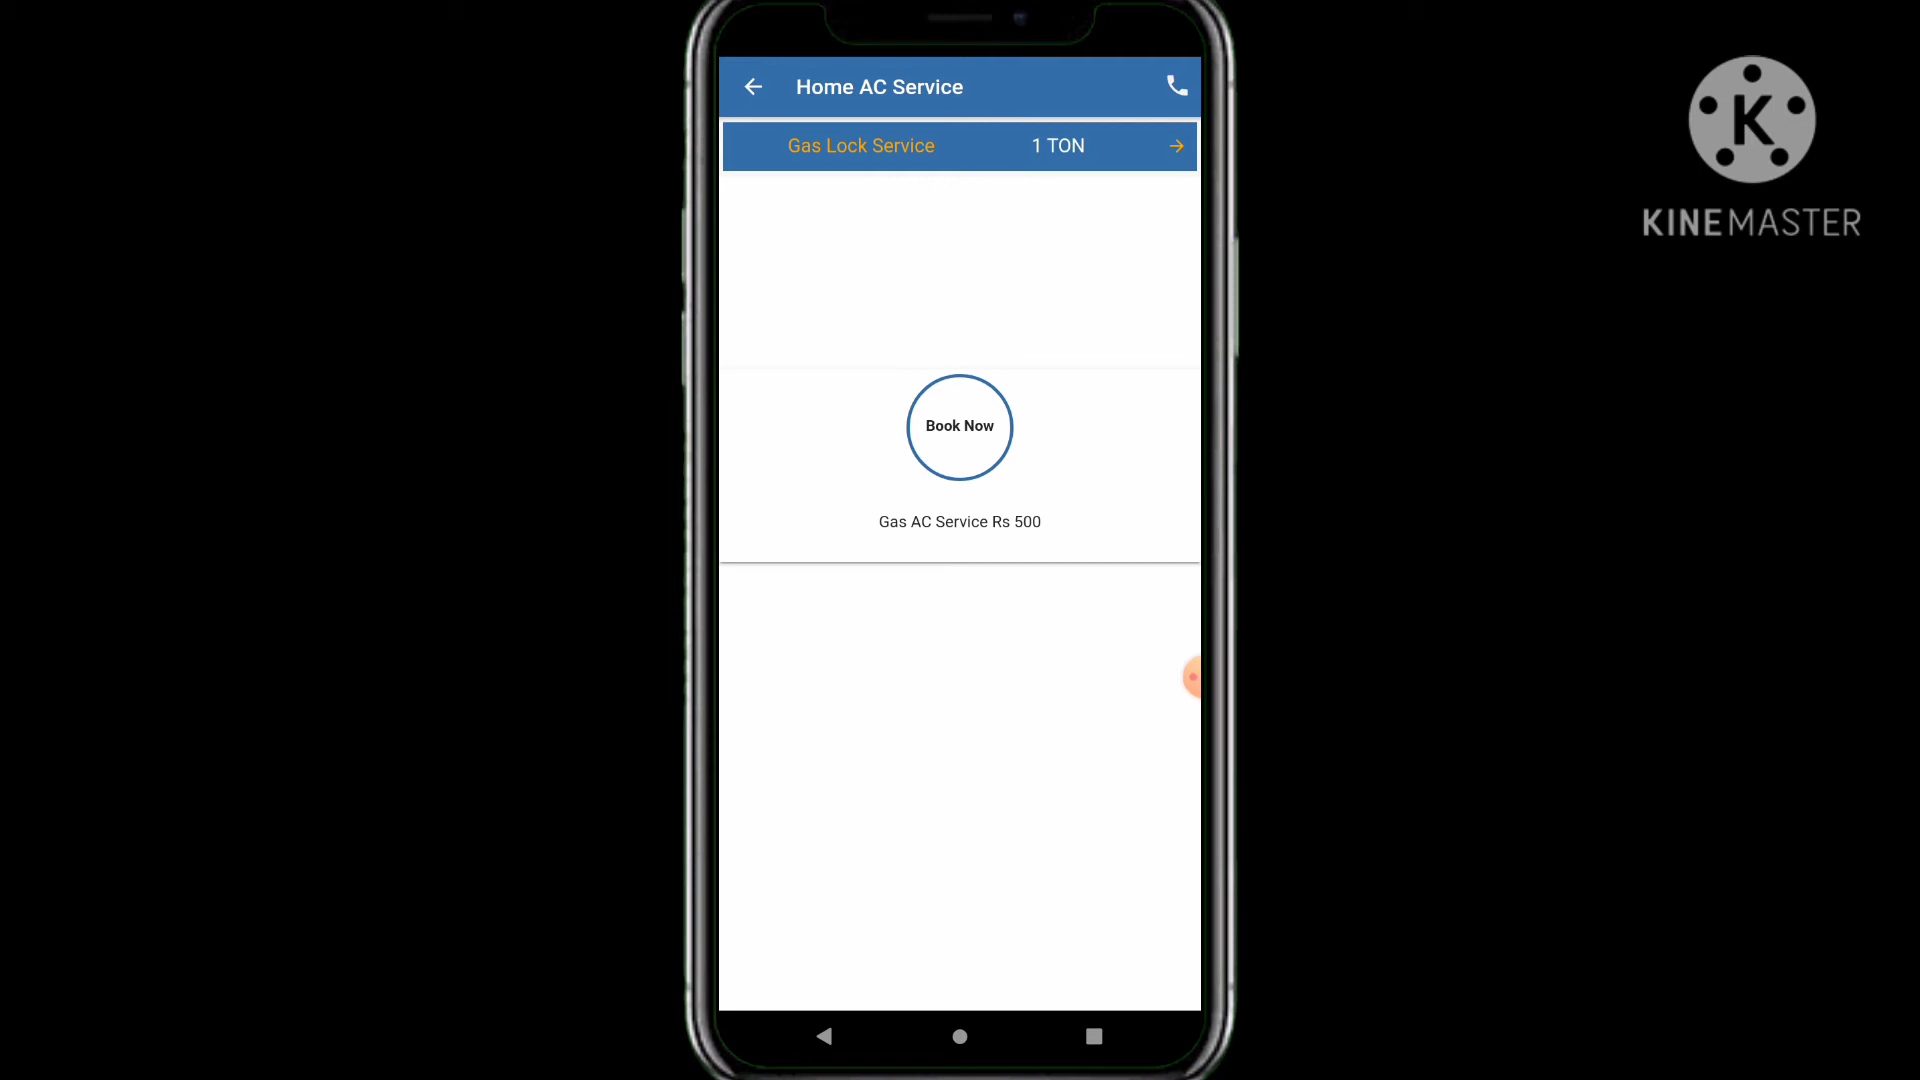 Home AC Service
Gas Lock Service 1 TON
Book Now
Gas AC Service Rs 500
K
KINEMASTER